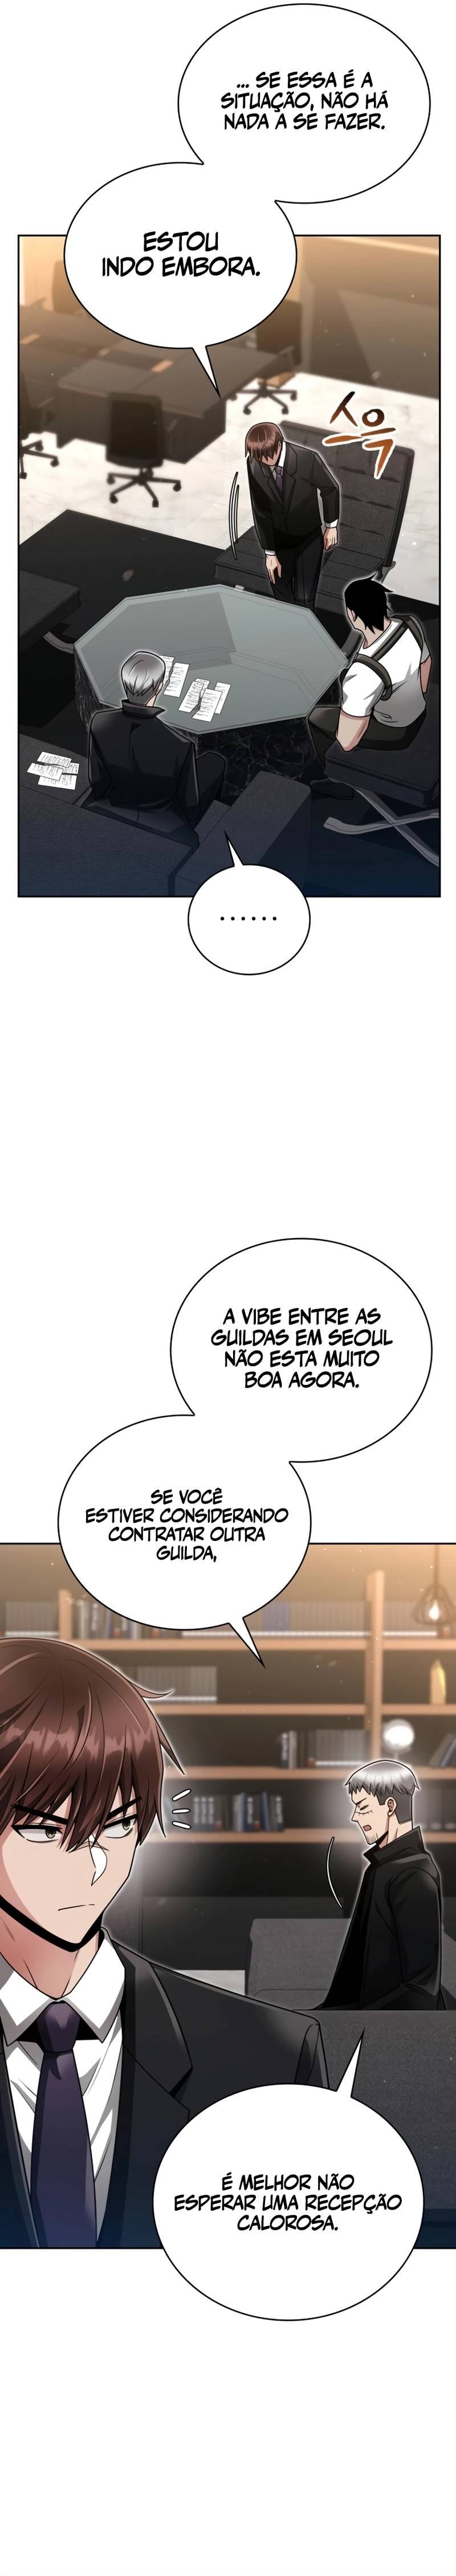 ... SE ESSA É A
SITUAÇÃO, NÃO HÁ
NADA A SE FAZER.
ESTOU
INDO EMBORA.
스윽
......
A VIBE ENTRE AS
GUILDAS EM SEOUL
NÃO ESTA MUITO
BOA AGORA.
SE VOCÊ
ESTIVER CONSIDERANDO
CONTRATAR OUTRA
GUILDA,
É MELHOR NÃO
ESPERAR UMA RECEPÇÃO
CALOROSA.